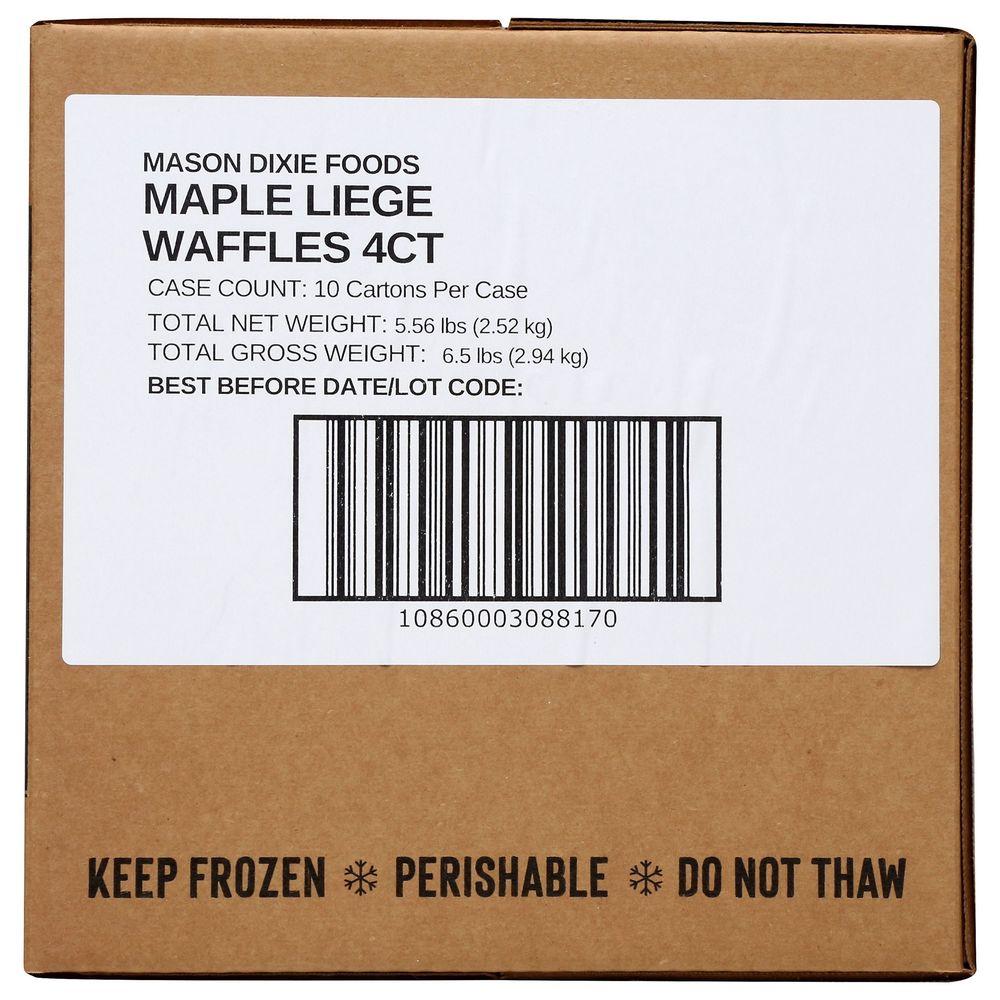 MASON DIXIE FOODS
MAPLE LIEGE
WAFFLES 4CT
CASE COUNT: 10 Cartons Per Case
TOTAL NET WEIGHT: 5.56 lbs (2.52 kg)
TOTAL GROSS WEIGHT: 6.5 lbs (2.94 kg)
BEST BEFORE DATE/LOT CODE:
10860003088170
KEEP FROZEN PERISHABLE DO NOT THAW